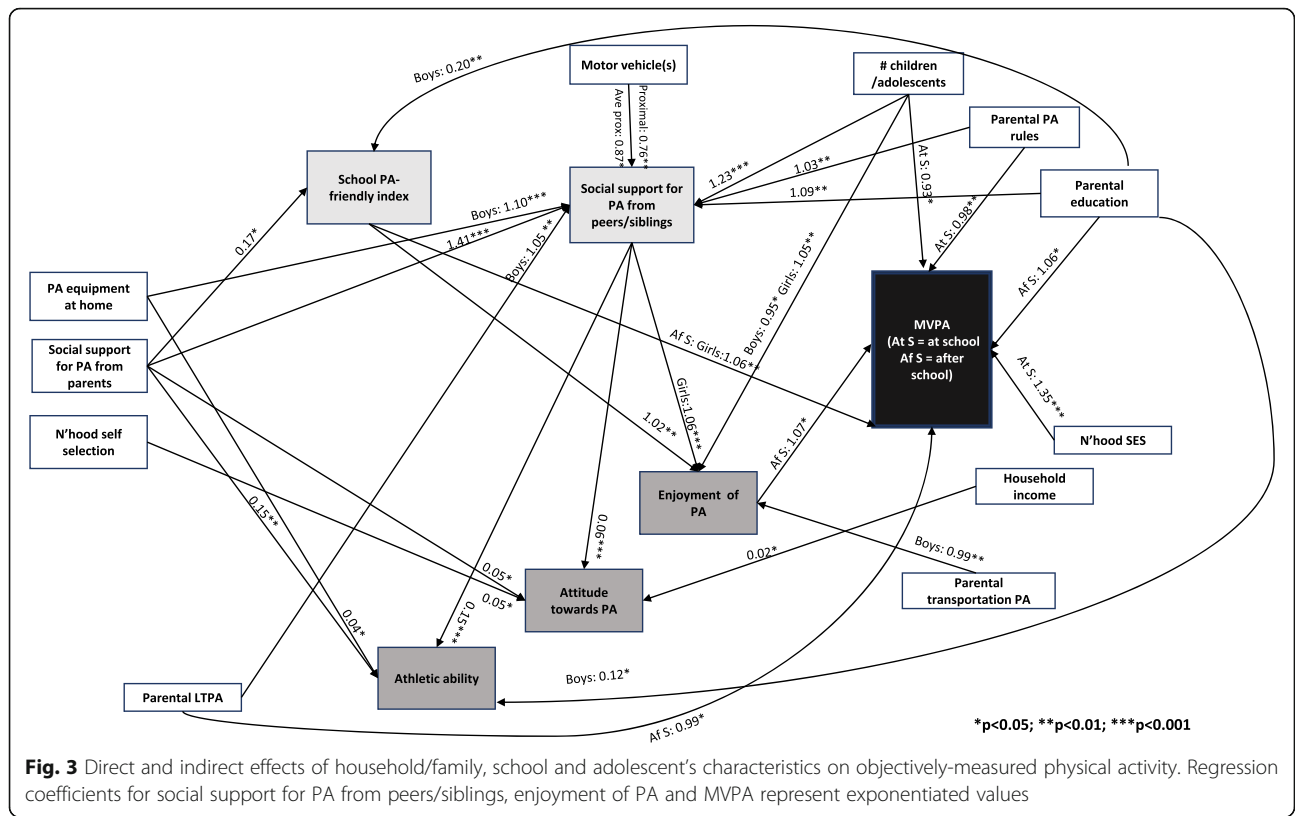 Boys: 0.20**
Motor vehicle(s)
# children
/adolescents
Ave prox: 0.87*
Proximal: 0.76**
Parental PA
rules
School PA-
friendly index
Social support for
PA from
peers/siblings
1.23***
1.03**
1.09**
At S: 0.93*
At S: 0.98**
Parental
education
Boys: 1.10***
0.17*
1.41***
Boys: 1.05**
PA equipment
at home
Social support
for PA from
parents
N'hood self
selection
Boys: 0.95* Girls: 1.05**
Af S: 1.06*
MVPA
(At S = at school
Af S = after
school)
Af S: Girls:1.06**
At S: 1.35***
N'hood SES
Girls:1.06***
1.02**
Af S: 1.07*
Enjoyment of
PA
Household
income
0.15**
0.06***
0.02*
Boys: 0.99**
Parental
transportation PA
0.05*
0.05*
Attitude
towards PA
0.04*
0.15***
Athletic ability
Boys: 0.12*
Parental LTPA
Af S: 0.99*
*p<0.05; **p<0.01; ***p<0.001
Fig. 3 Direct and indirect effects of household/family, school and adolescent's characteristics on objectively-measured physical activity. Regression
coefficients for social support for PA from peers/siblings, enjoyment of PA and MVPA represent exponentiated values